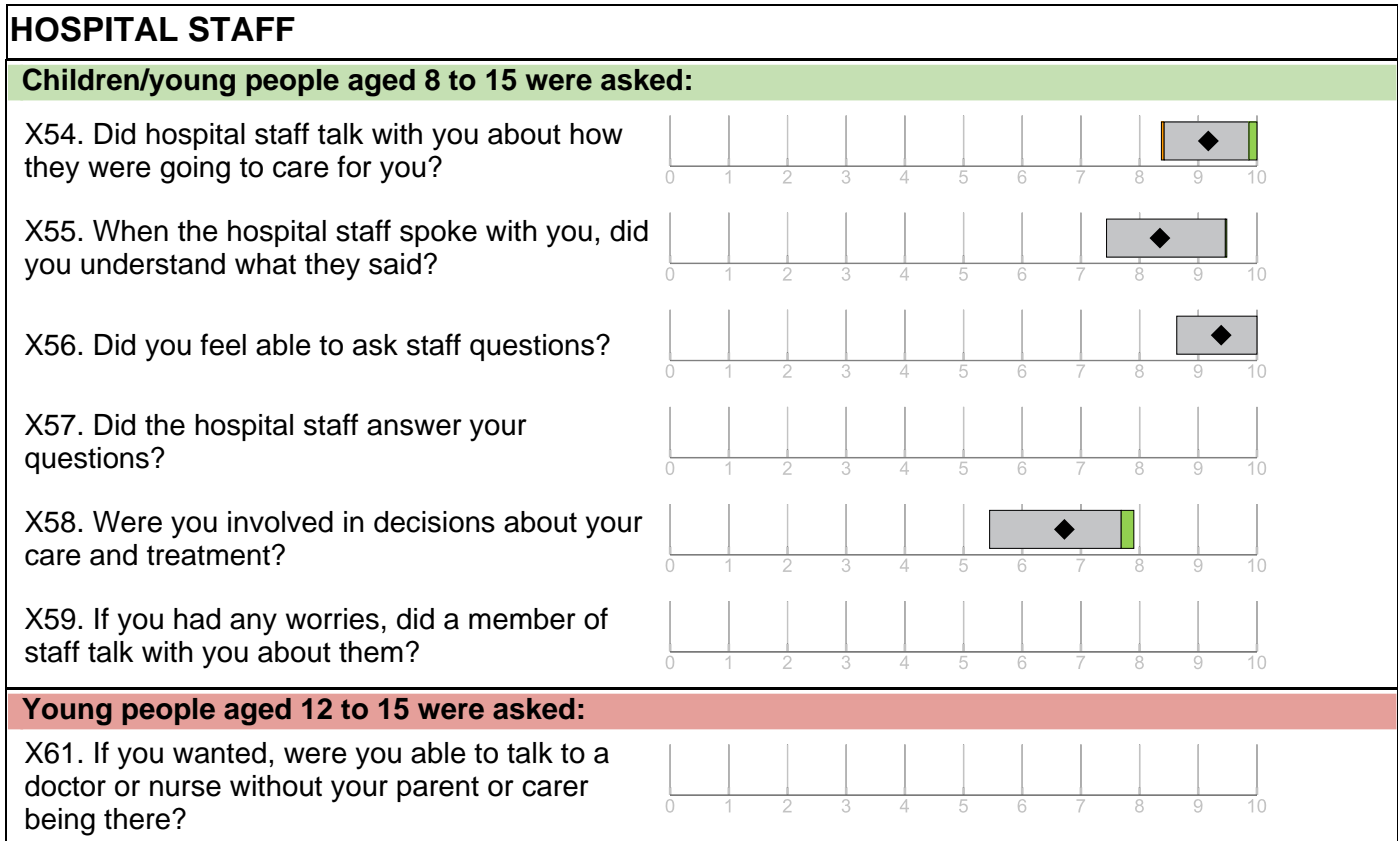 HOSPITAL STAFF
Children/young people aged 8 to 15 were asked:
X54. Did hospital staff talk with you about how
they were going to care for you?
0 1 2 3 4 5 6 7 8 9 10
X55. When the hospital staff spoke with you, did
you understand what they said?
0 1 2 3 4 5 6 7 8 9 10
X56. Did you feel able to ask staff questions?
0 1 2 3 4 5 6 7 8 9 10
X57. Did the hospital staff answer your
questions?
0 1 2 3 4 5 6 7 8 9 10
X58. Were you involved in decisions about your
care and treatment?
0 1 2 3 4 5 6 7 8 9 10
X59. If you had any worries, did a member of
staff talk with you about them?
0 1 2 3 4 5 6 7 8 9 10
Young people aged 12 to 15 were asked:
X61. If you wanted, were you able to talk to a
doctor or nurse without your parent or carer
being there?
0 1 2 3 4 5 6 7 8 9 10